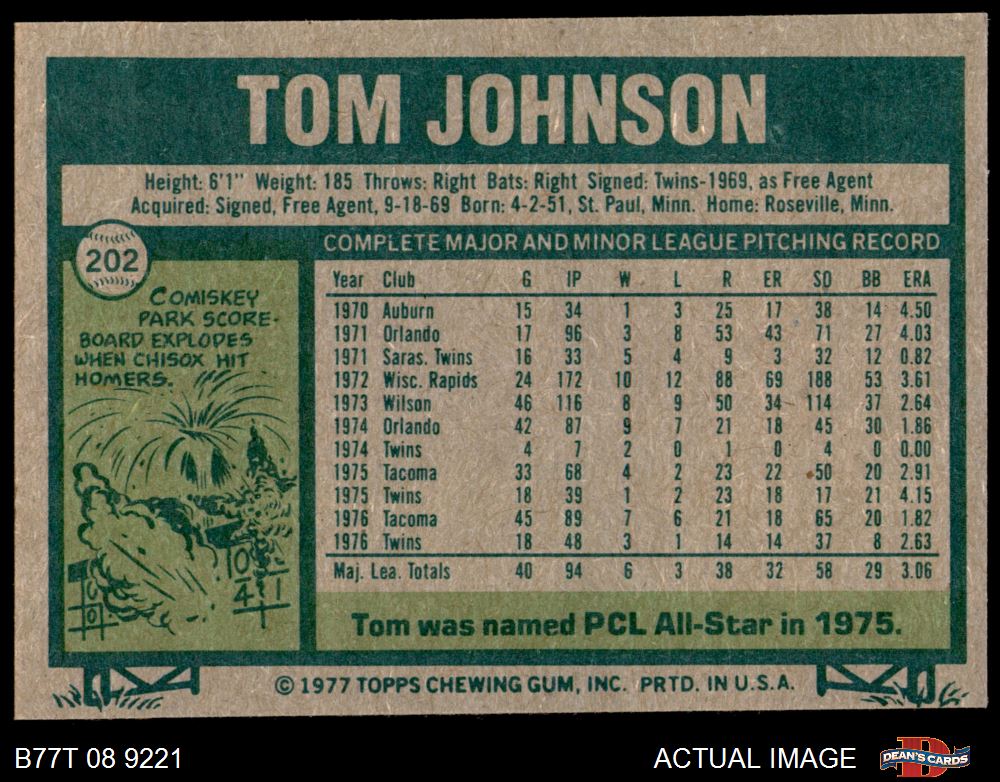 TOM JOHNSON
Height: 6'1" Weight: 185 Throws: Right Bats: Right Signed: Twins-1969, as Free Agent
Acquired: Signed, Free Agent, 9-18-69 Born: 4-2-51, St. Paul, Minn. Home: Roseville, Minn.
202
COMISKEY
PARK SCORE-
BOARD EXPLODES
WHEN CHISOX HIT
HOMERS.
COMPLETE MAJOR AND MINOR LEAGUE PITCHING RECORD
Year Club G IP W L R ER SO BB ERA
1970 Auburn 15 34 1 3 25 17 38 14 4.50
1971 Orlando 17 96 3 8 53 43 71 27 4.03
1971 Saras. Twins 16 33 5 4 9 3 32 12 0.82
1972 Wisc. Rapids 24 172 10 12 88 69 188 53 3.61
1973 Wilson 46 116 8 9 50 34 114 37 2.64
1974 Orlando 42 87 9 7 21 18 45 30 1.86
1974 Twins 4 7 2 0 1 0 4 0 0.00
1975 Tacoma 33 68 4 2 23 22 50 20 2.91
1975 Twins 18 39 1 2 23 18 17 21 4.15
1976 Tacoma 45 89 7 6 21 18 65 20 1.82
1976 Twins 18 48 3 1 14 14 37 8 2.63
Maj. Lea. Totals 40 94 6 3 38 32 58 29 3.06
Tom was named PCL All-Star in 1975.
© 1977 TOPPS CHEWING GUM, INC. PRTD. IN U.S.A.
B77T 08 9221
ACTUAL IMAGE
D
DEAN'S CARDS